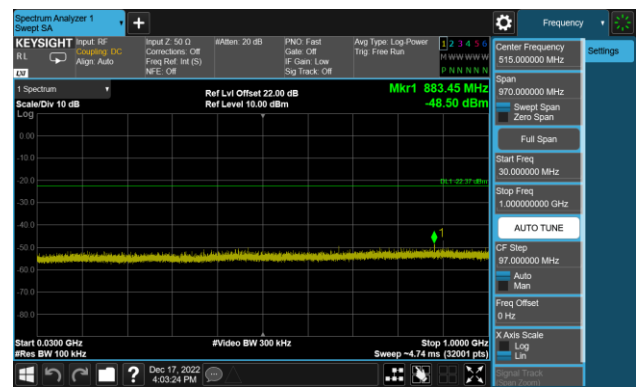 Spectrum Analyzer 1
Swept SA
Frequency
KEYSIGHT
RL
LXI
Input: RF
Coupling: DC
Align: Auto
Input Z: 50 Ω
Corrections: Off
Freq Ref: Int (S)
NFE: Off
#Atten: 20 dB
PNO: Fast
Gate: Off
IF Gain: Low
Sig Track: Off
Avg Type: Log-Power
Trig: Free Run
1 2 3 4 5 6
M W W W W W
P N N N N N
1 Spectrum
Scale/Div 10 dB
Log
Ref Lvl Offset 22.00 dB
Ref Level 10.00 dBm
Mkr1 883.45 MHz
-48.50 dBm
0.00
-10.0
-20.0
-30.0
-40.0
-50.0
-60.0
-70.0
-80.0
DL1 -22.37 dBm
1
Start 0.0300 GHz
#Res BW 100 kHz
#Video BW 300 kHz
Stop 1.0000 GHz
Sweep ~4.74 ms (32001 pts)
Center Frequency
515.000000 MHz
Settings
Span
970.000000 MHz
Swept Span
Zero Span
Full Span
Start Freq
30.000000 MHz
Stop Freq
1.000000000 GHz
AUTO TUNE
CF Step
97.000000 MHz
Auto
Man
Freq Offset
0 Hz
X Axis Scale
Log
Lin
Signal Track
(Span Zoom)
?
Dec 17, 2022
4:03:24 PM